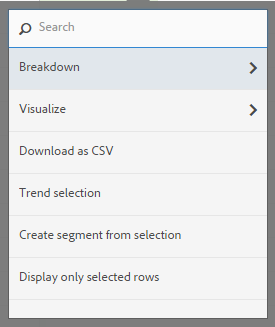 Search
Breakdown
Visualize
Download as CSV
Trend selection
Create segment from selection
Display only selected rows